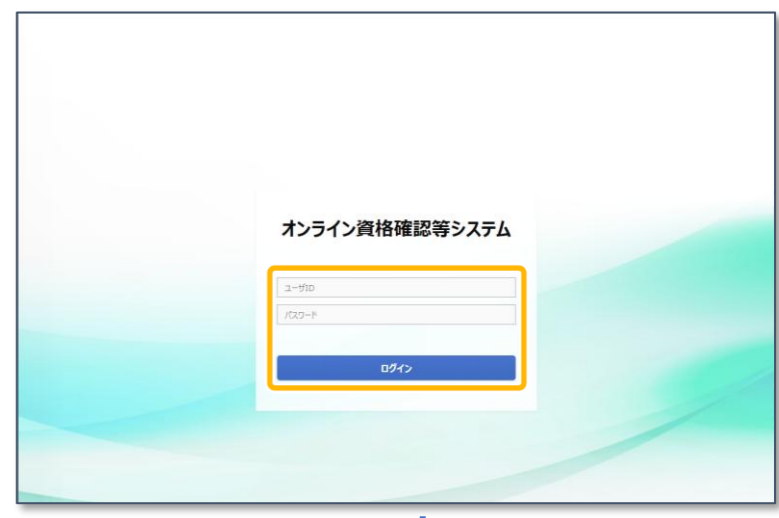 オンライン資格確認等システム
ユーザID
パスワード
ログイン